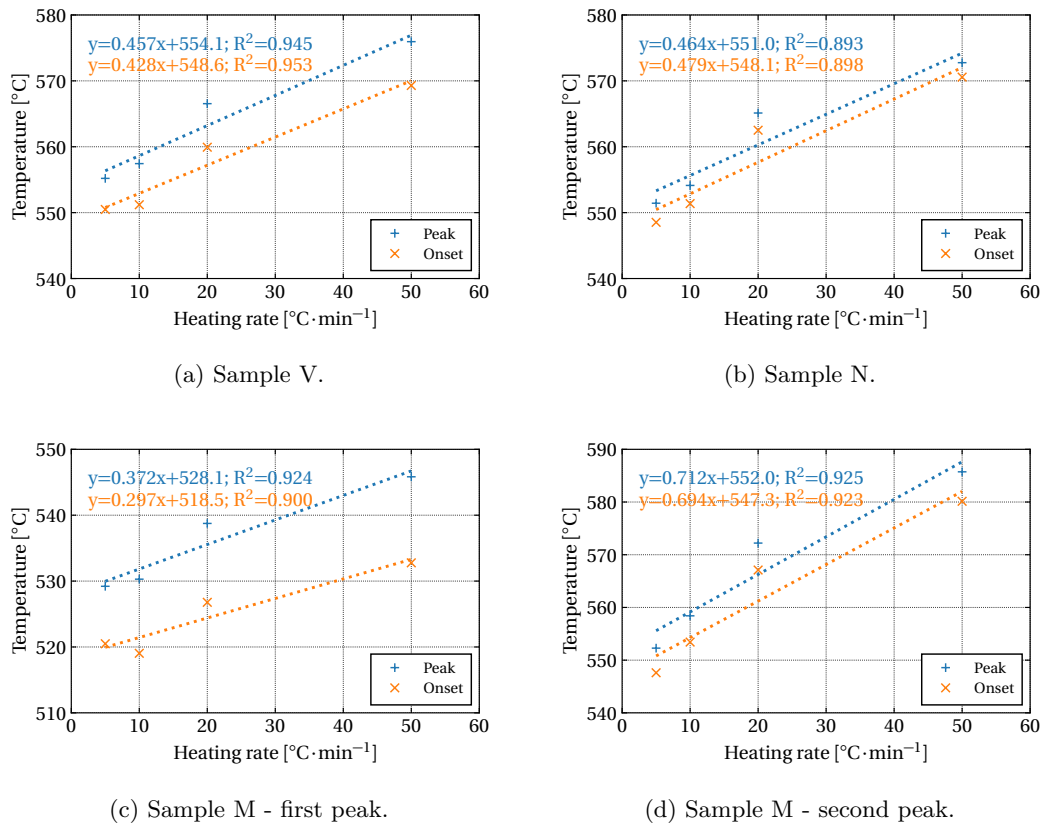 580
570
560
550
540
Temperature [°C]
y=0.457x+554.1; R²=0.945
y=0.428x+548.6; R²=0.953
Peak
Onset
0 10 20 30 40 50 60
Heating rate [°C·min⁻¹]
(a) Sample V.
580
570
560
550
540
Temperature [°C]
y=0.464x+551.0; R²=0.893
y=0.479x+548.1; R²=0.898
Peak
Onset
0 10 20 30 40 50 60
Heating rate [°C·min⁻¹]
(b) Sample N.
550
540
530
520
510
Temperature [°C]
y=0.372x+528.1; R²=0.924
y=0.297x+518.5; R²=0.900
Peak
Onset
0 10 20 30 40 50 60
Heating rate [°C·min⁻¹]
(c) Sample M - first peak.
590
580
570
560
550
540
Temperature [°C]
y=0.712x+552.0; R²=0.925
y=0.694x+547.3; R²=0.923
Peak
Onset
0 10 20 30 40 50 60
Heating rate [°C·min⁻¹]
(d) Sample M - second peak.